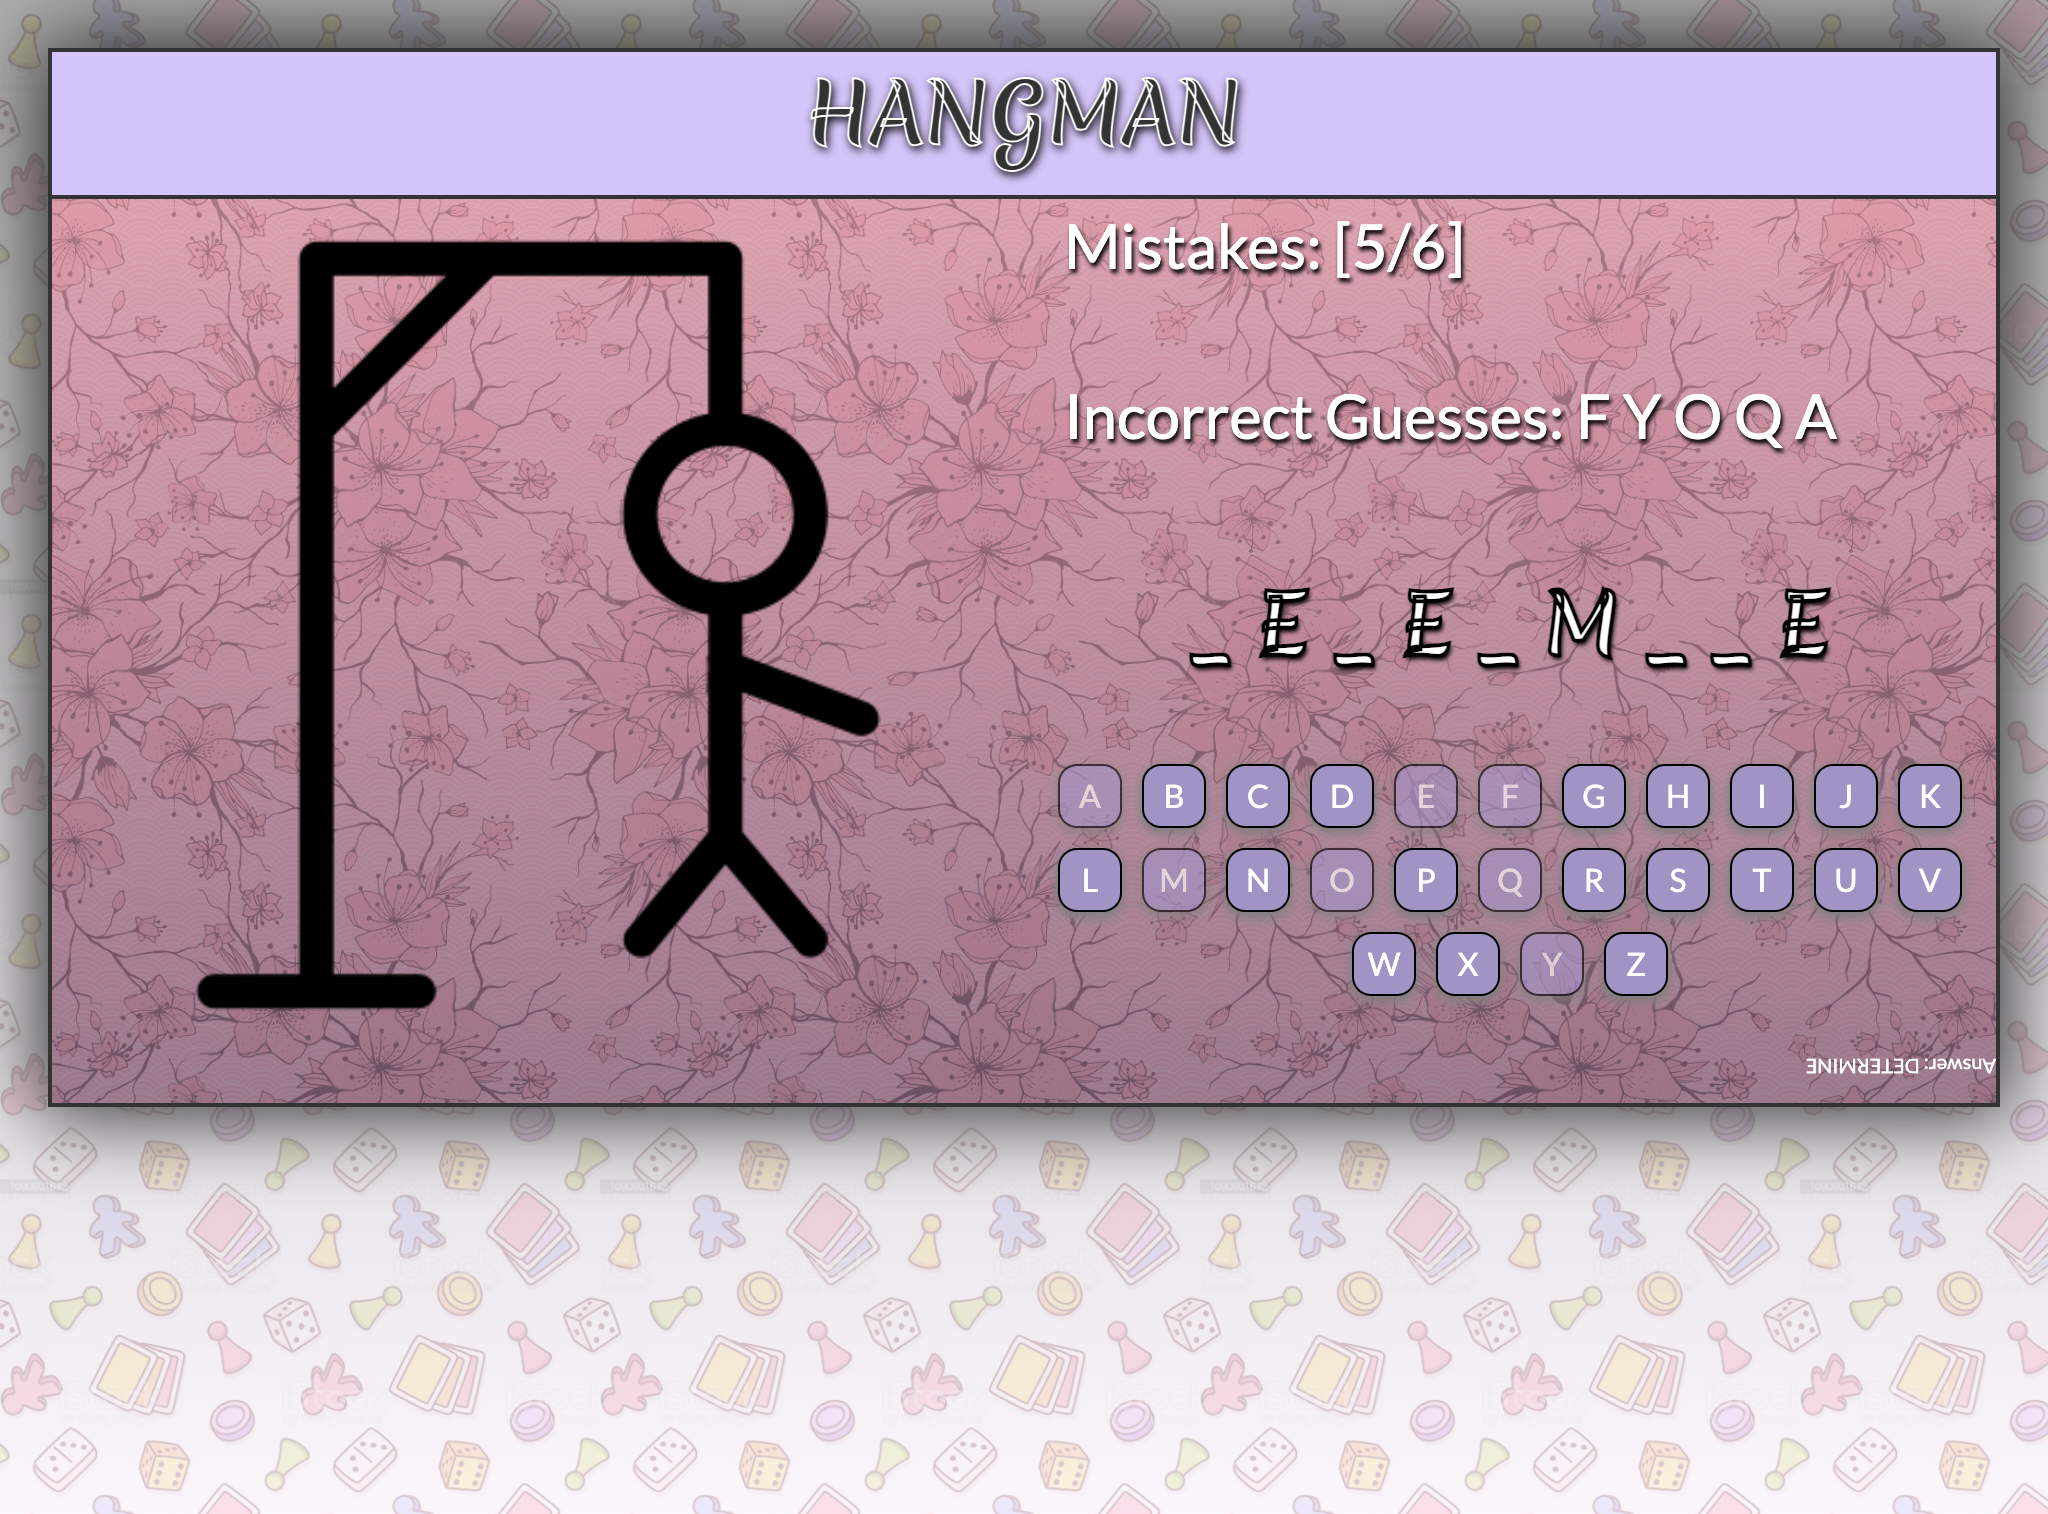 HANGMAN
Mistakes: [5/6]
Incorrect Guesses: F Y O Q A
_ E _ E _ M _ _ E
A B C D E F G H I J K
L M N O P Q R S T U V
W X Y Z
Answer: DETERMINE